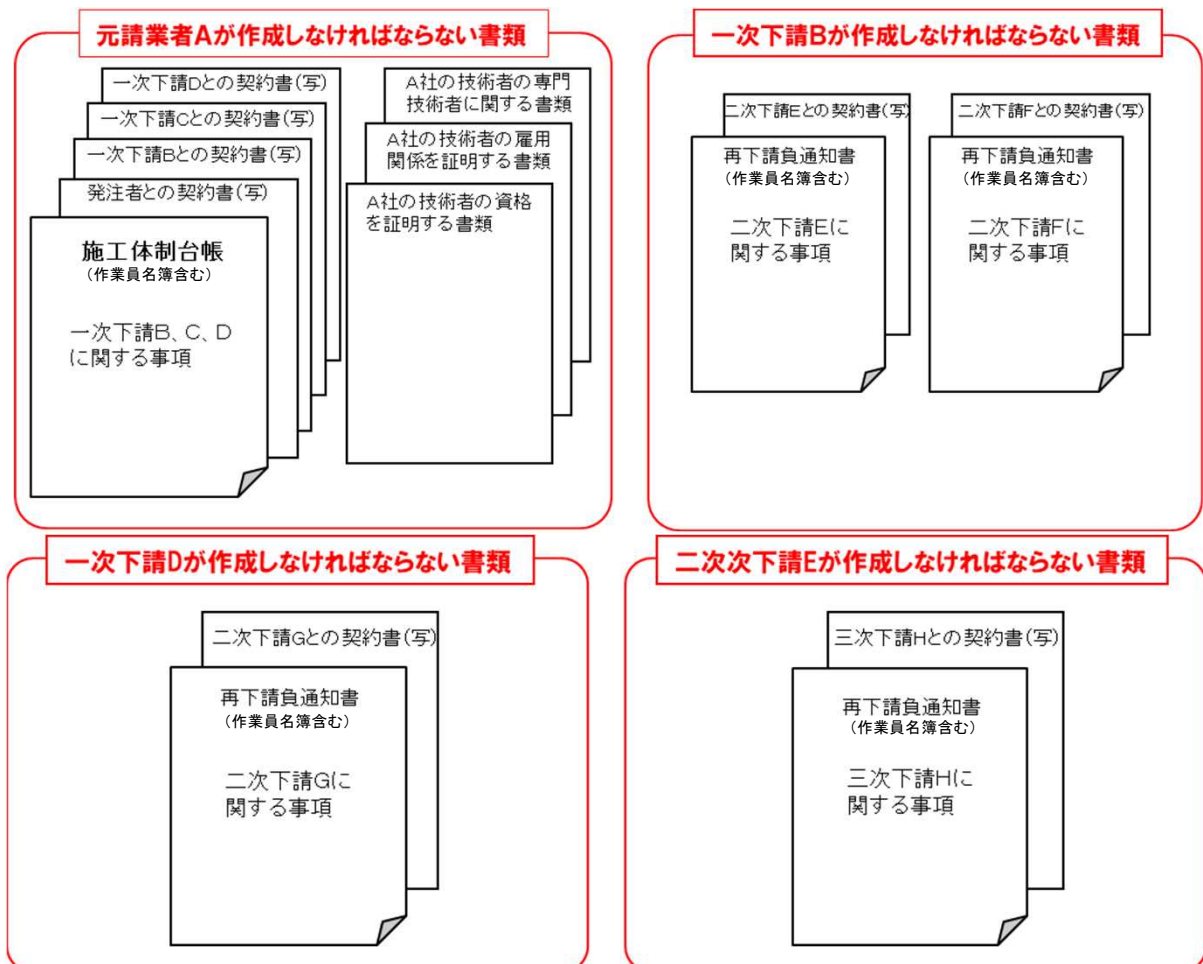 元請業者Aが作成しなければならない書類
一次下請Dとの契約書(写)
一次下請Cとの契約書(写)
一次下請Bとの契約書(写)
発注者との契約書(写)
施工体制台帳
(作業員名簿含む)
一次下請B、C、D
に関する事項
A社の技術者の専門
技術者に関する書類
A社の技術者の雇用
関係を証明する書類
A社の技術者の資格
を証明する書類
一次下請Bが作成しなければならない書類
二次下請Eとの契約書(写)
再下請負通知書
(作業員名簿含む)
二次下請Eに
関する事項
二次下請Fとの契約書(写)
再下請負通知書
(作業員名簿含む)
二次下請Fに
関する事項
一次下請Dが作成しなければならない書類
二次下請Gとの契約書(写)
再下請負通知書
(作業員名簿含む)
二次下請Gに
関する事項
二次次下請Eが作成しなければならない書類
三次下請Hとの契約書(写)
再下請負通知書
(作業員名簿含む)
三次下請Hに
関する事項